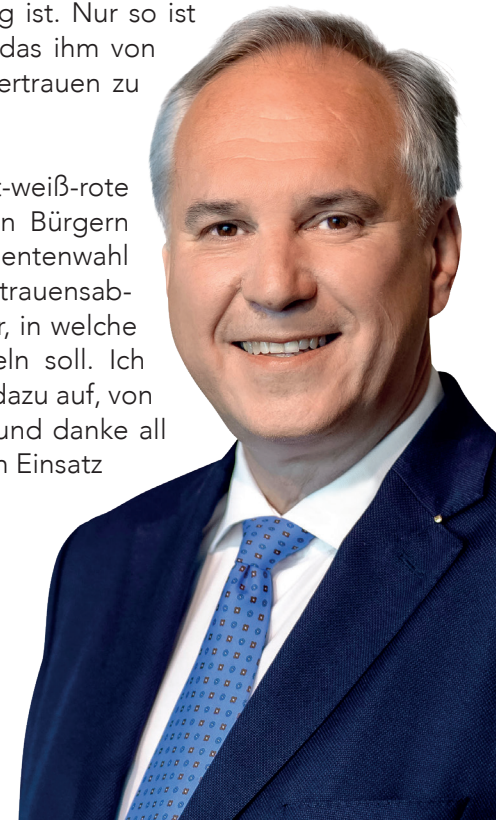 g ist. Nur so ist
das ihm von
ertrauen zu
t-weiß-rote
n Bürgern
entenwahl
trauensab-
r, in welche
eln soll. Ich
dazu auf, von
und danke all
n Einsatz